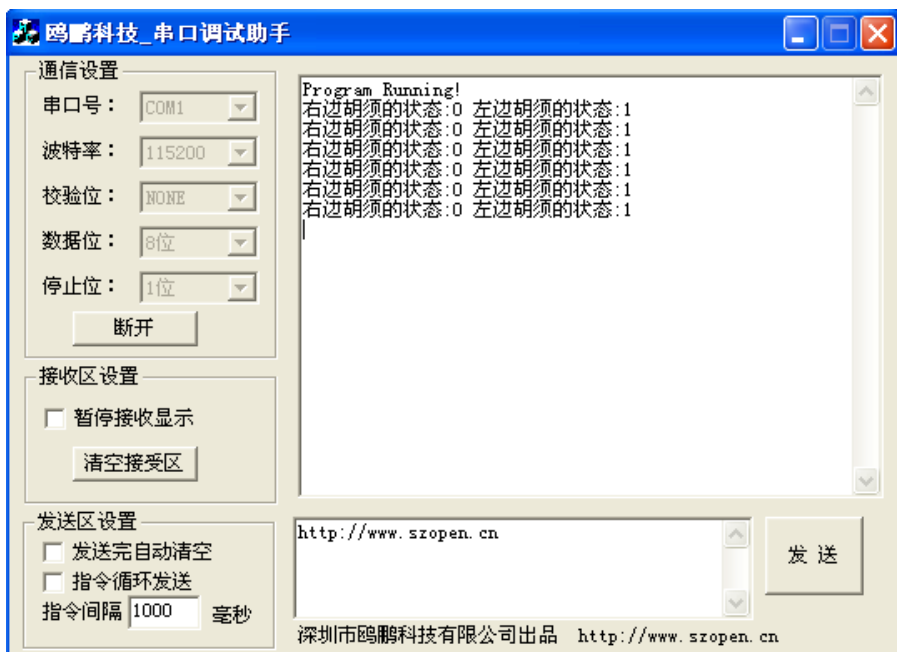 鸥鹏科技_串口调试助手
通信设置
串口号： COM1
波特率： 115200
校验位： NONE
数据位： 8位
停止位： 1位
断开
接收区设置
暂停接收显示
清空接受区
发送区设置
发送完自动清空
指令循环发送
指令间隔 1000 毫秒
Program Running!
右边胡须的状态:0 左边胡须的状态:1
右边胡须的状态:0 左边胡须的状态:1
右边胡须的状态:0 左边胡须的状态:1
右边胡须的状态:0 左边胡须的状态:1
右边胡须的状态:0 左边胡须的状态:1
右边胡须的状态:0 左边胡须的状态:1
http://www.szopen.cn
发 送
深圳市鸥鹏科技有限公司出品 http://www.szopen.cn